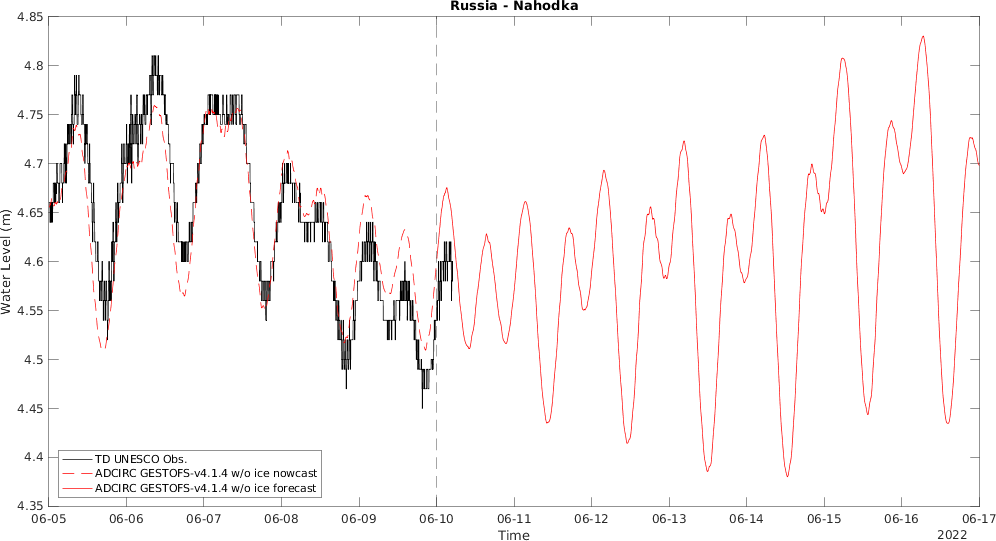 Russia - Nahodka
Water Level (m)
4.85
4.8
4.75
4.7
4.65
4.6
4.55
4.5
4.45
4.4
4.35
TD UNESCO Obs.
ADCIRC GESTOFS-v4.1.4 w/o ice nowcast
ADCIRC GESTOFS-v4.1.4 w/o ice forecast
06-05 06-06 06-07 06-08 06-09 06-10 06-11 06-12 06-13 06-14 06-15 06-16 06-17
Time
2022